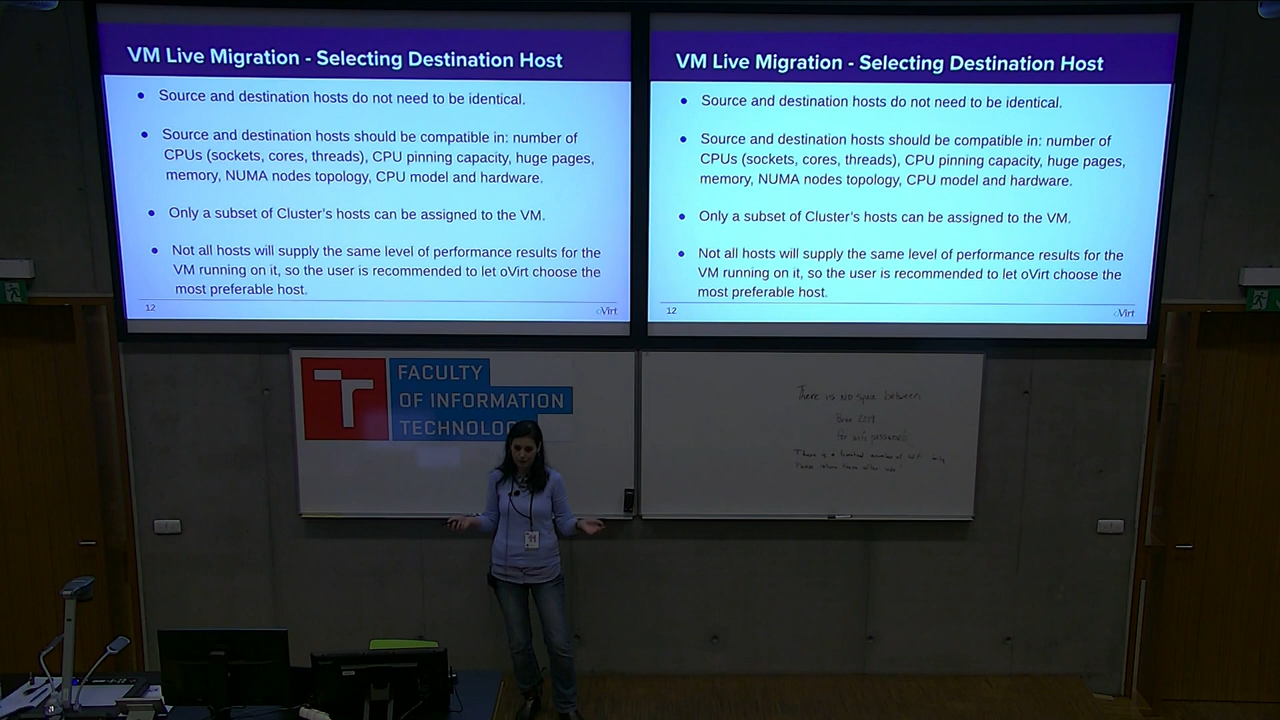 VM Live Migration - Selecting Destination Host
● Source and destination hosts do not need to be identical.
● Source and destination hosts should be compatible in: number of
CPUs (sockets, cores, threads), CPU pinning capacity, huge pages,
memory, NUMA nodes topology, CPU model and hardware.
● Only a subset of Cluster's hosts can be assigned to the VM.
● Not all hosts will supply the same level of performance results for the
VM running on it, so the user is recommended to let oVirt choose the
most preferable host.
12
oVirt
VM Live Migration - Selecting Destination Host
● Source and destination hosts do not need to be identical.
● Source and destination hosts should be compatible in: number of
CPUs (sockets, cores, threads), CPU pinning capacity, huge pages,
memory, NUMA nodes topology, CPU model and hardware.
● Only a subset of Cluster's hosts can be assigned to the VM.
● Not all hosts will supply the same level of performance results for the
VM running on it, so the user is recommended to let oVirt choose the
most preferable host.
12
oVirt
FACULTY
OF INFORMATION
There is NO space between
for
There is a limited number of